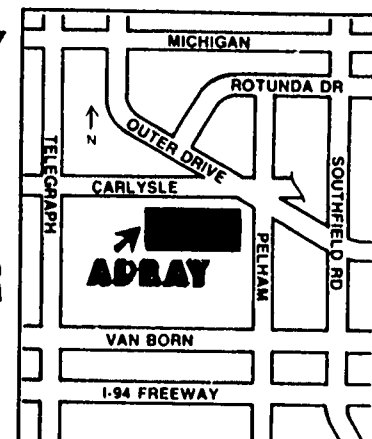 MICHIGAN
ROTUNDA DR
N
OUTER DRIVE
TELEGRAPH
CARLYSLE
SOUTHFIELD RD
PELHAM
ADRAY
VAN BORN
I-94 FREEWAY